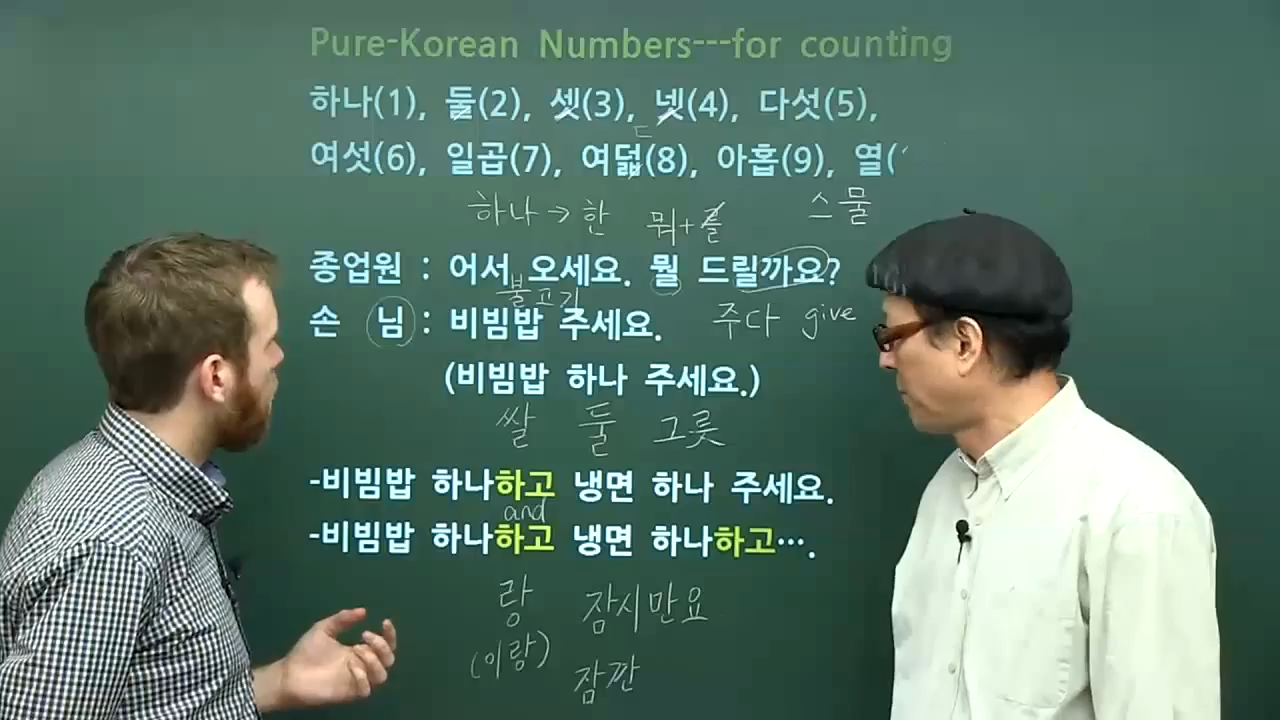 Pure-Korean Numbers---for counting
하나(1), 둘(2), 셋(3), 넷(4), 다섯(5),
ㄷ
여섯(6), 일곱(7), 여덟(8), 아홉(9), 열(
하나 → 한 뭐+를 스물
종업원 : 어서 오세요. 뭘 드릴까요?
불고기
손 님 : 비빔밥 주세요. 주다 give
(비빔밥 하나 주세요.)
쌀 둘 그릇
-비빔밥 하나하고 냉면 하나 주세요.
and
-비빔밥 하나하고 냉면 하나하고….
랑 잠시만요
(이랑) 잠깐